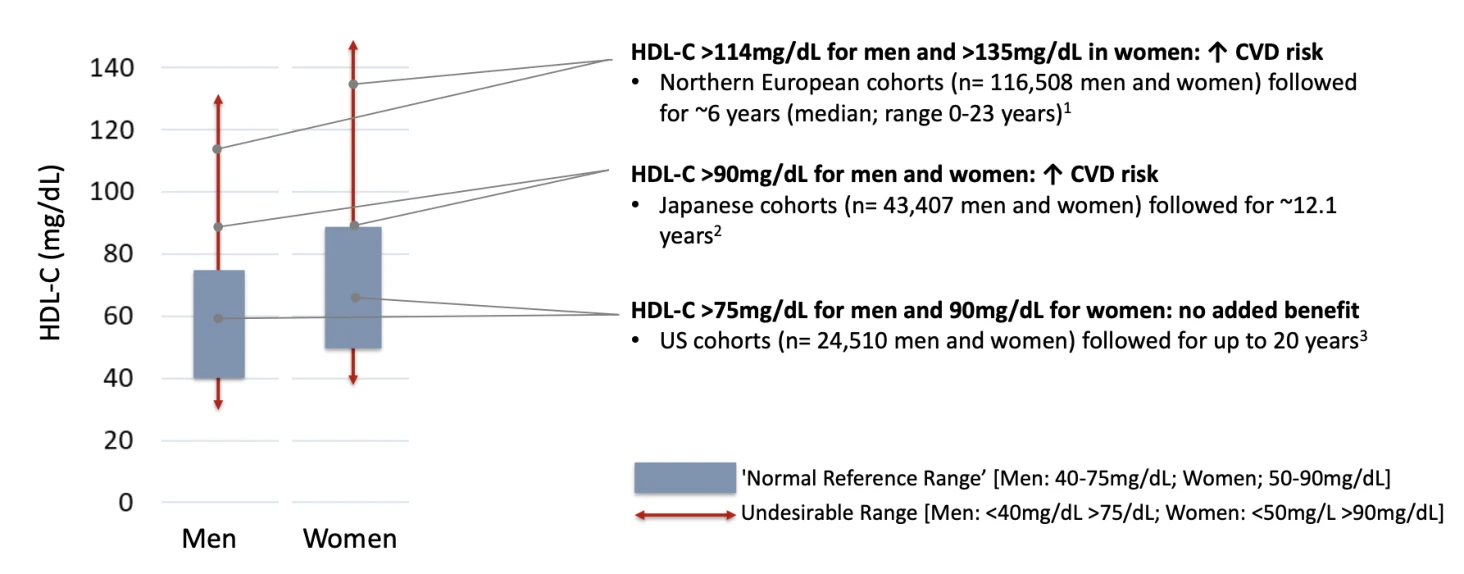 HDL-C (mg/dL)
140
120
100
80
60
40
20
0
Men
Women
HDL-C >114mg/dL for men and >135mg/dL in women: ↑ CVD risk
• Northern European cohorts (n= 116,508 men and women) followed
for ~6 years (median; range 0-23 years)¹
HDL-C >90mg/dL for men and women: ↑ CVD risk
• Japanese cohorts (n= 43,407 men and women) followed for ~12.1
years²
HDL-C >75mg/dL for men and 90mg/dL for women: no added benefit
• US cohorts (n= 24,510 men and women) followed for up to 20 years³
'Normal Reference Range’ [Men: 40-75mg/dL; Women; 50-90mg/dL]
Undesirable Range [Men: <40mg/dL >75/dL; Women: <50mg/L >90mg/dL]